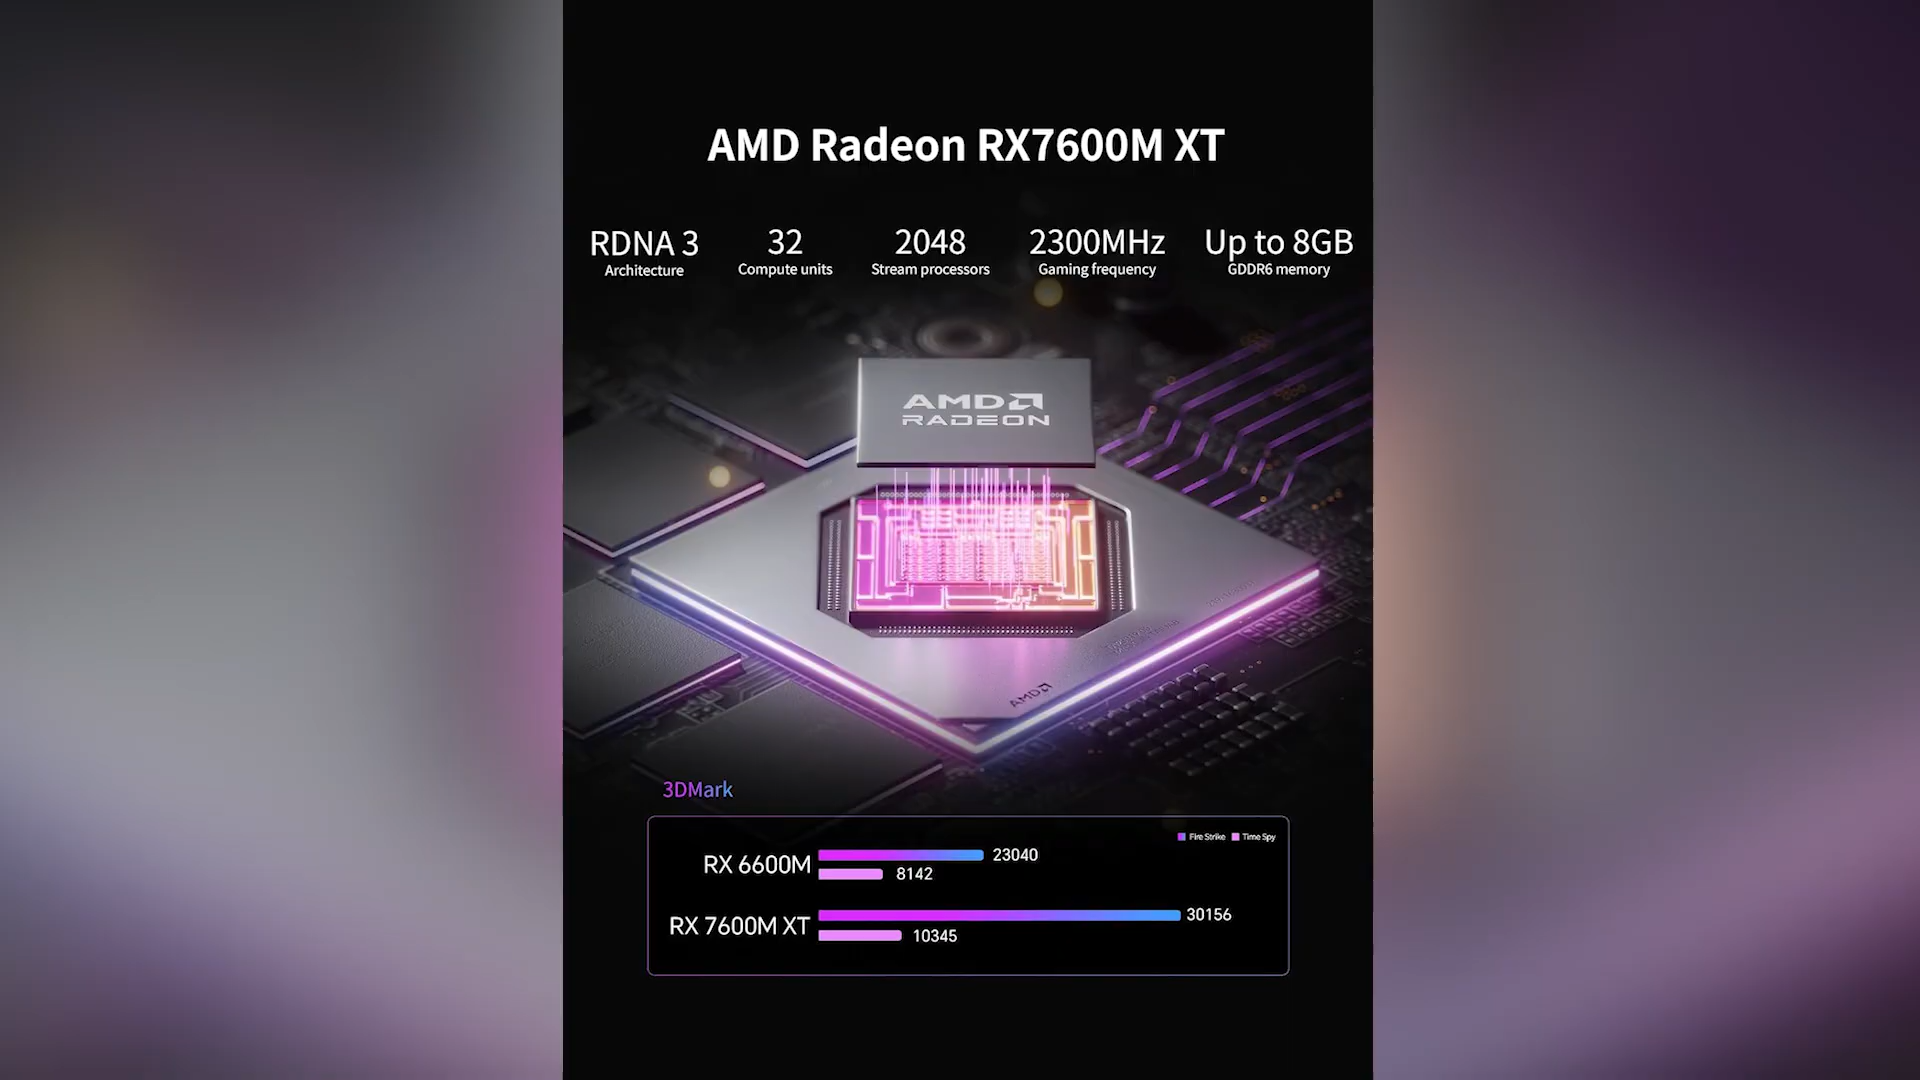 AMD Radeon RX7600M XT
RDNA 3
Architecture
32
Compute units
2048
Stream processors
2300MHz
Gaming frequency
Up to 8GB
GDDR6 memory
AMD
RADEON
AMD
3DMark
Fire Strike Time Spy
RX 6600M
23040
8142
RX 7600M XT
30156
10345